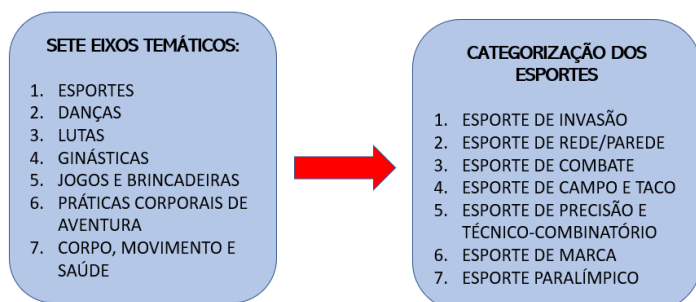 SETE EIXOS TEMÁTICOS:
1. ESPORTES
2. DANÇAS
3. LUTAS
4. GINÁSTICAS
5. JOGOS E BRINCADEIRAS
6. PRÁTICAS CORPORAIS DE
AVENTURA
7. CORPO, MOVIMENTO E
SAÚDE
CATEGORIZAÇÃO DOS
ESPORTES
1. ESPORTE DE INVASÃO
2. ESPORTE DE REDE/PAREDE
3. ESPORTE DE COMBATE
4. ESPORTE DE CAMPO E TACO
5. ESPORTE DE PRECISÃO E
TÉCNICO-COMBINATÓRIO
6. ESPORTE DE MARCA
7. ESPORTE PARALÍMPICO